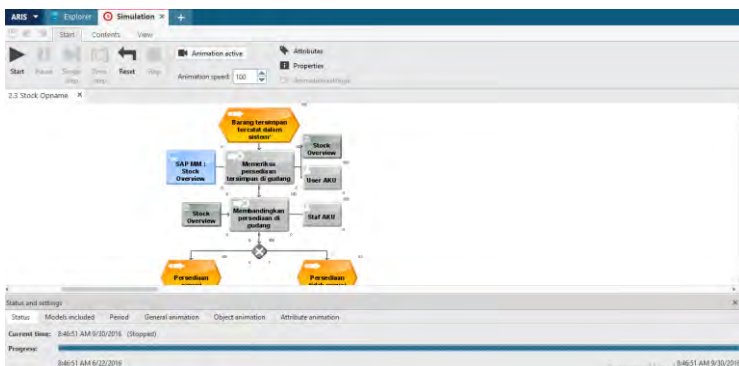 ARIS Explorer Simulation × +
Start Contents View
Start Pause Reset Stop
Animation active
Animation speed: 100
Attributes
Properties
2.3 Stock Opname ×
Barang tersimpan
tercatat dalam
sistem
SAP MM :
Stock
Overview
Memeriksa
persediaan
tersimpan di gudang
Stock
Overview
User AKU
Stock
Overview
Membandingkan
persediaan di
gudang
Staf AKU
Persediaan
Persediaan
Status and settings ×
Status Models included Period General animation Object animation Attribute animation
Current time: 8:46:51 AM 9/30/2016 (Stopped)
Progress:
8:46:51 AM 6/22/2016 8:46:51 AM 9/30/2016